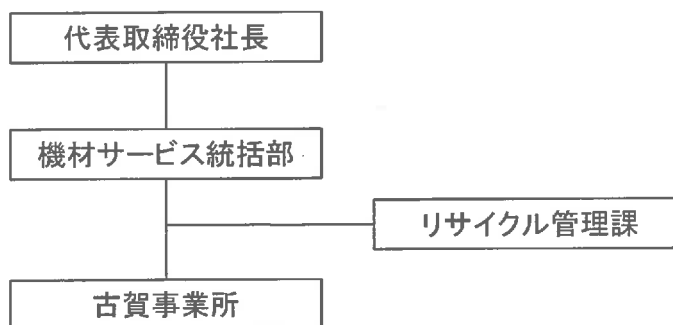 代表取締役社長
機材サービス統括部
リサイクル管理課
古賀事業所